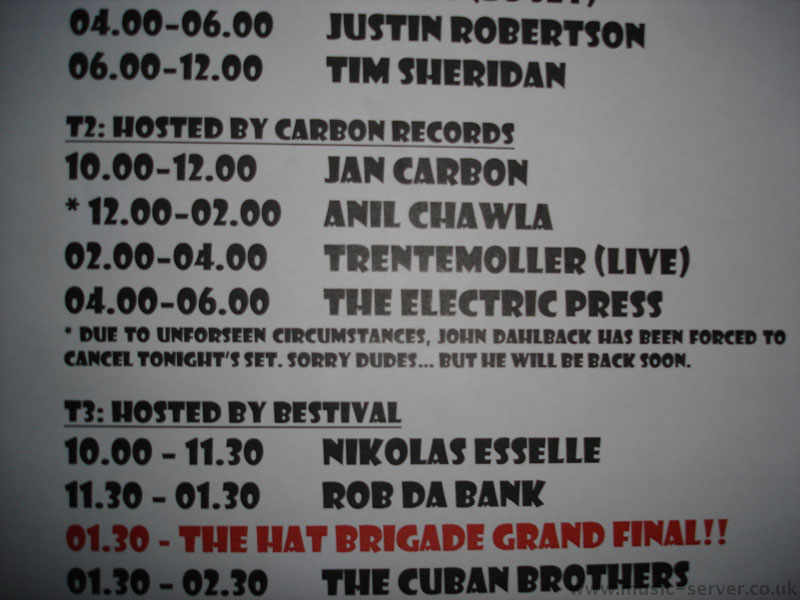 04.00-06.00 JUSTIN ROBERTSON
06.00-12.00 TIM SHERIDAN
T2: HOSTED BY CARBON RECORDS
10.00-12.00 JAN CARBON
* 12.00-02.00 ANIL CHAWLA
02.00-04.00 TRENTEMOLLER (LIVE)
04.00-06.00 THE ELECTRIC PRESS
* DUE TO UNFORSEEN CIRCUMSTANCES, JOHN DAHLBACK HAS BEEN FORCED TO
CANCEL TONIGHT'S SET. SORRY DUDES... BUT HE WILL BE BACK SOON.
T3: HOSTED BY BESTIVAL
10.00 - 11.30 NIKOLAS ESSELLE
11.30 - 01.30 ROB DA BANK
01.30 - THE HAT BRIGADE GRAND FINAL!!
01.30 - 02.30 THE CUBAN BROTHERS
www.music-server.co.uk